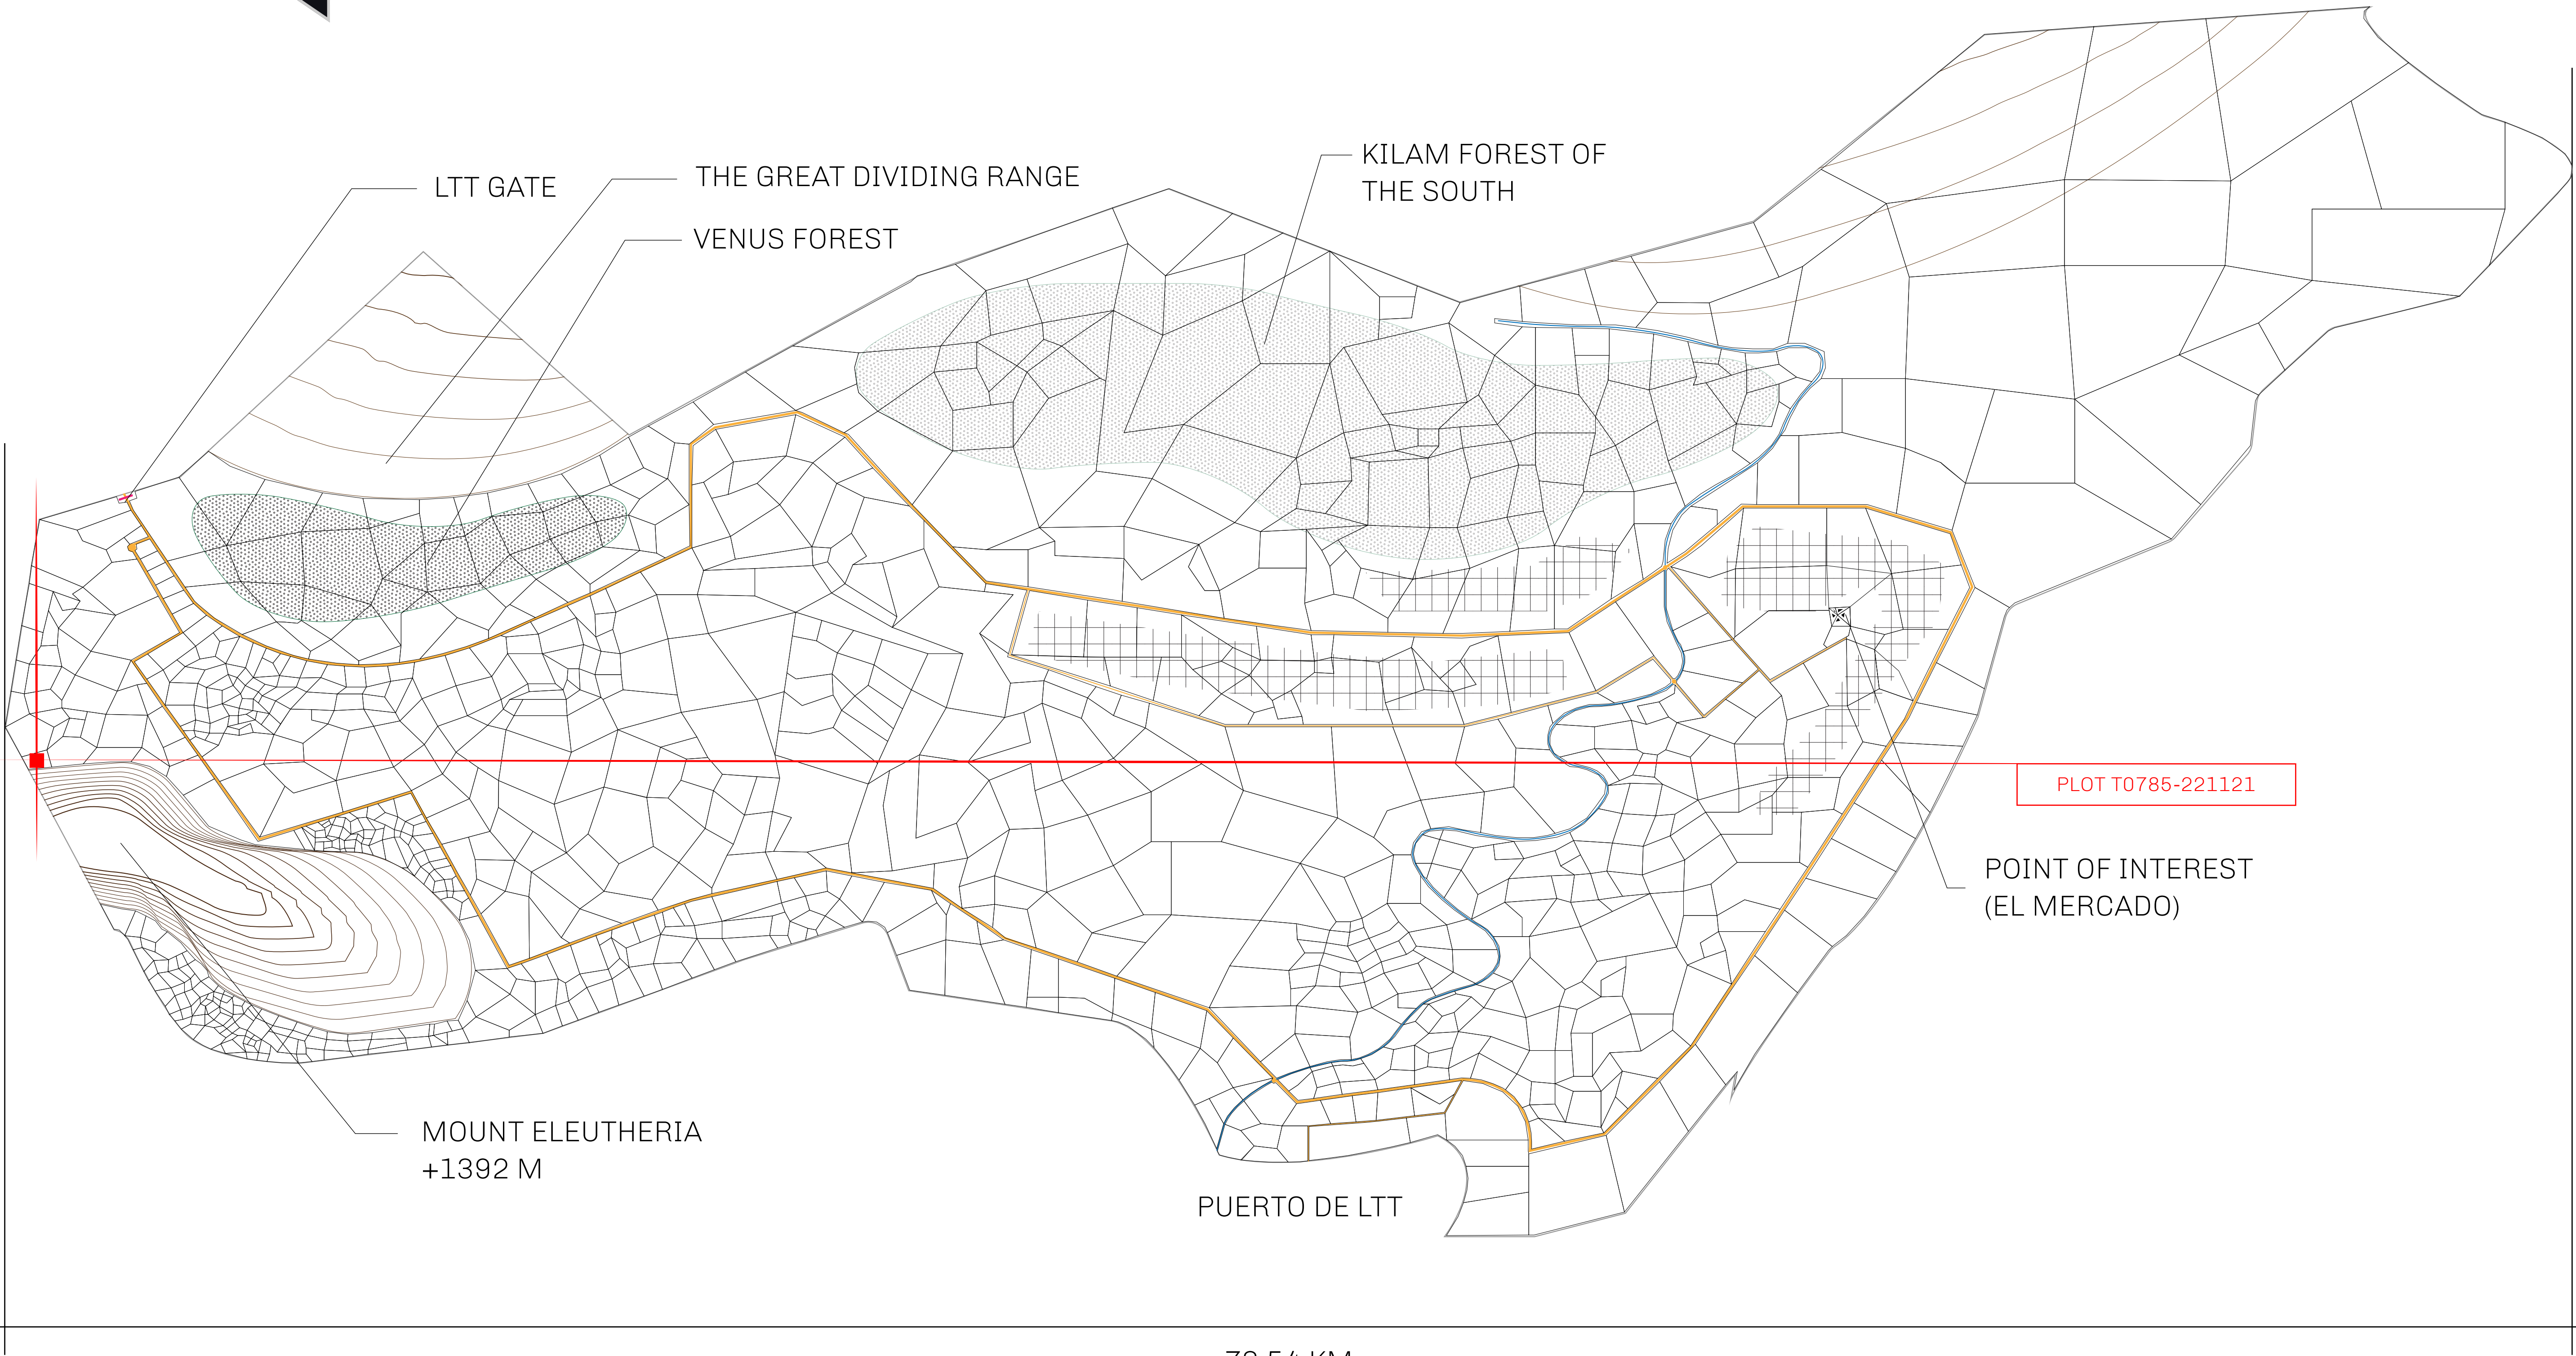 KILAM FOREST OF
THE SOUTH
LTT GATE
THE GREAT DIVIDING RANGE
VENUS FOREST
PLOT T0785-221121
POINT OF INTEREST
(EL MERCADO)
MOUNT ELEUTHERIA
+1392 M
PUERTO DE LTT
KM